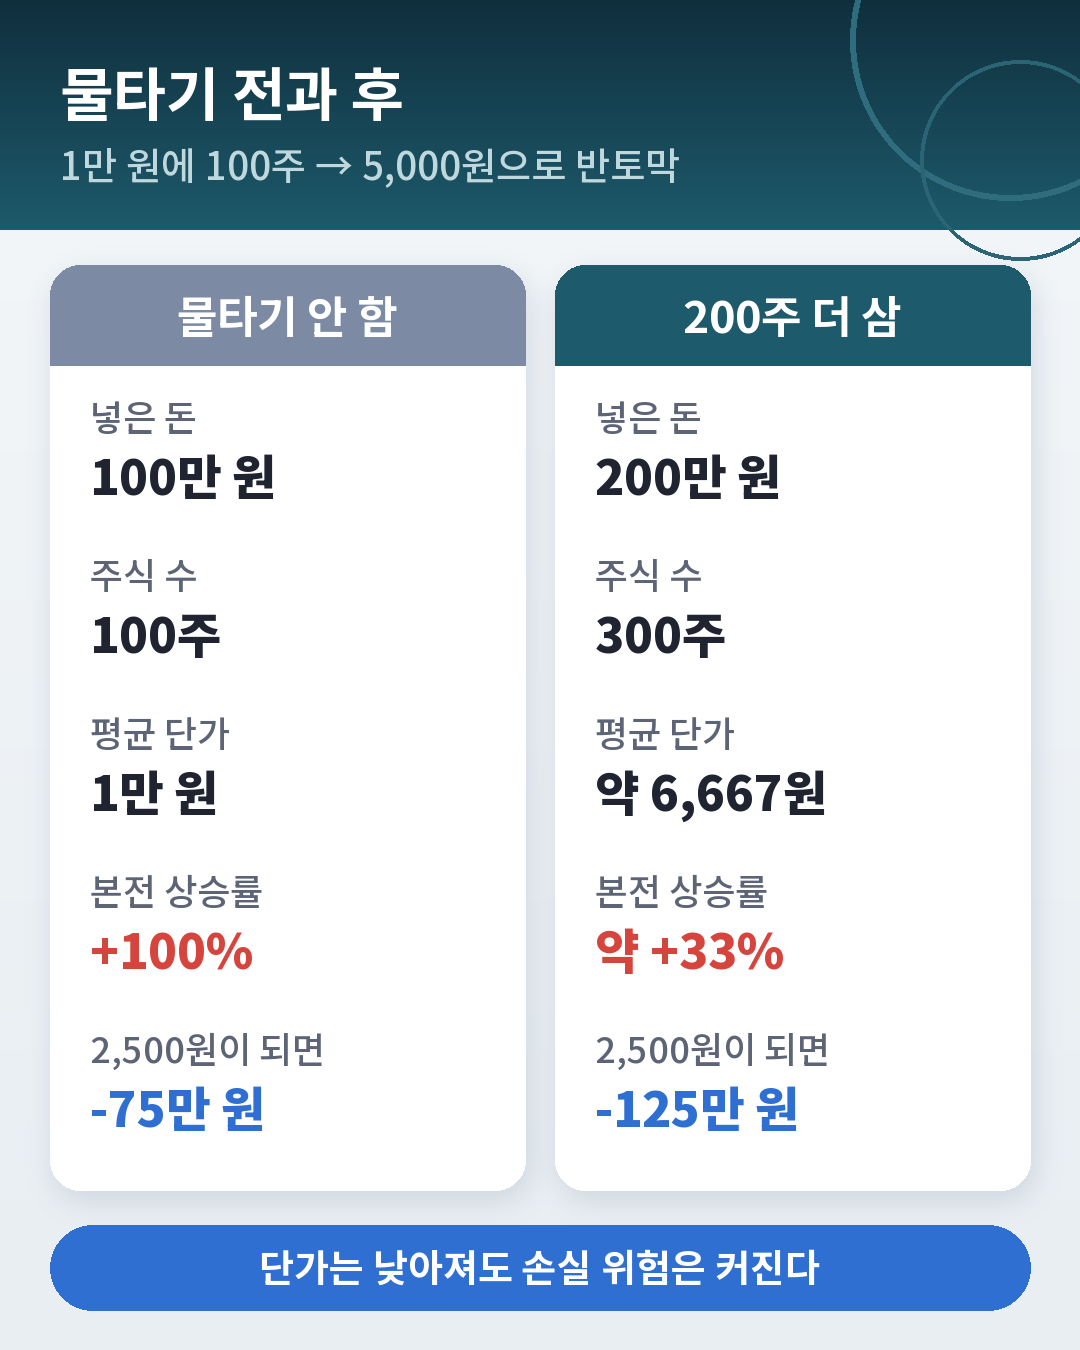 물타기 전과 후
1만 원에 100주 → 5,000원으로 반토막
물타기 안 함
넣은 돈
100만 원
주식 수
100주
평균 단가
1만 원
본전 상승률
+100%
2,500원이 되면
-75만 원
200주 더 삼
넣은 돈
200만 원
주식 수
300주
평균 단가
약 6,667원
본전 상승률
약 +33%
2,500원이 되면
-125만 원
단가는 낮아져도 손실 위험은 커진다